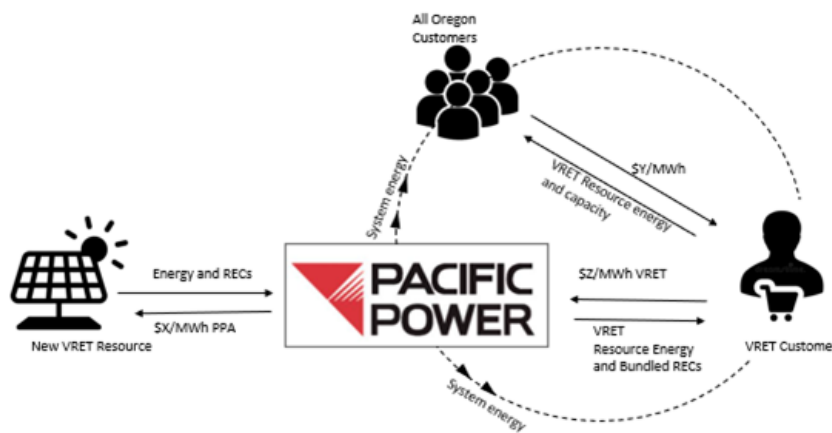 All Oregon
Customers
System energy
$Y/MWh
VRET Resource energy
and capacity
Energy and RECs
$X/MWh PPA
New VRET Resource
PACIFIC
POWER
$Z/MWh VRET
VRET
Resource Energy
and Bundled RECs
VRET Custome
System energy